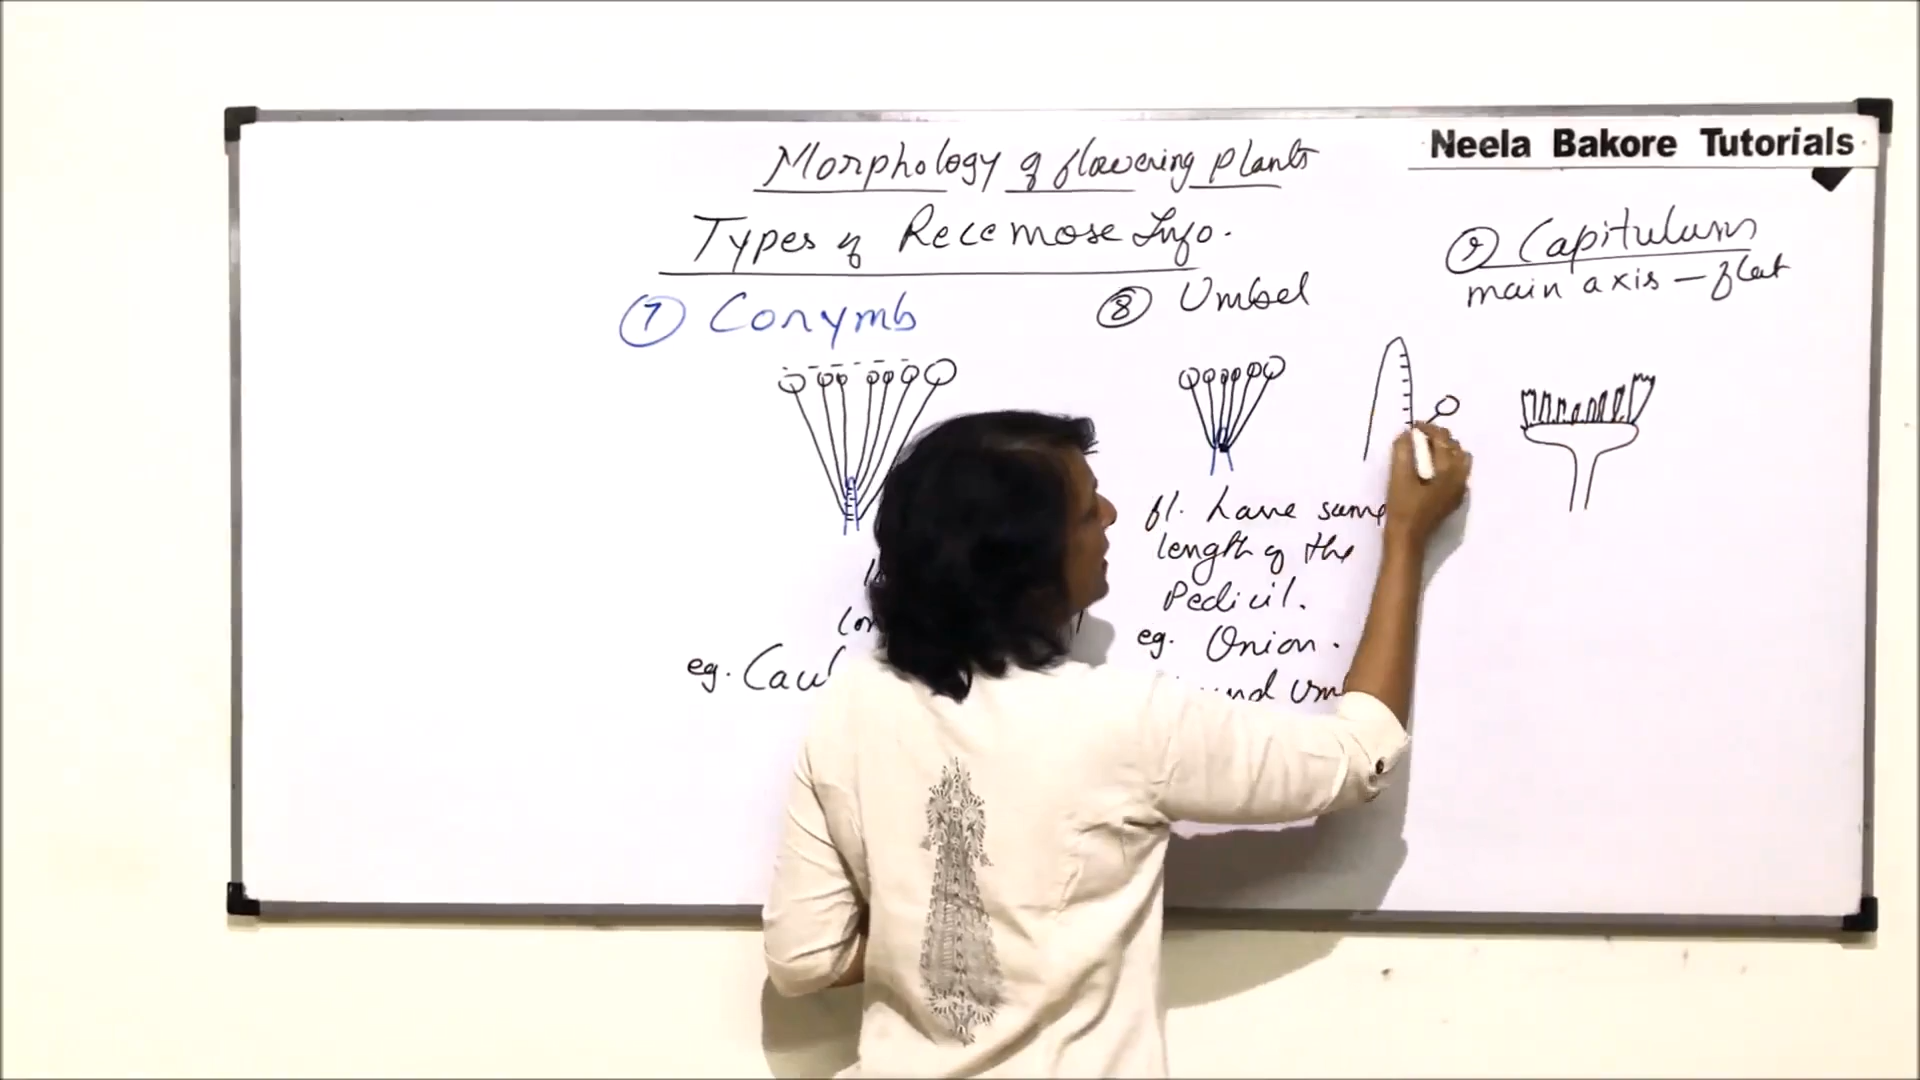 Neela Bakore Tutorials
Morphology of flowering plants
Types of Recemose Info.
7 Corymb
eg.
8 Umbel
fl. have same
length of the
Pedicil.
eg. Onion.
9 Capitulum
main axis - flat